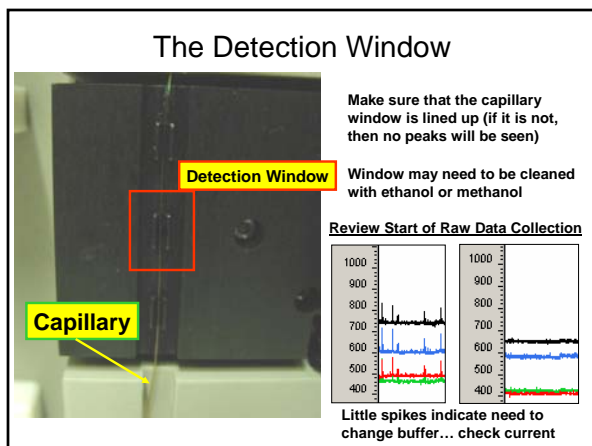 The Detection Window
Make sure that the capillary
window is lined up (if it is not,
then no peaks will be seen)
Detection Window
Window may need to be cleaned
with ethanol or methanol
Review Start of Raw Data Collection
1000
900
800
700
600
500
400
1000
900
800
700
600
500
400
Capillary
Little spikes indicate need to
change buffer... check current